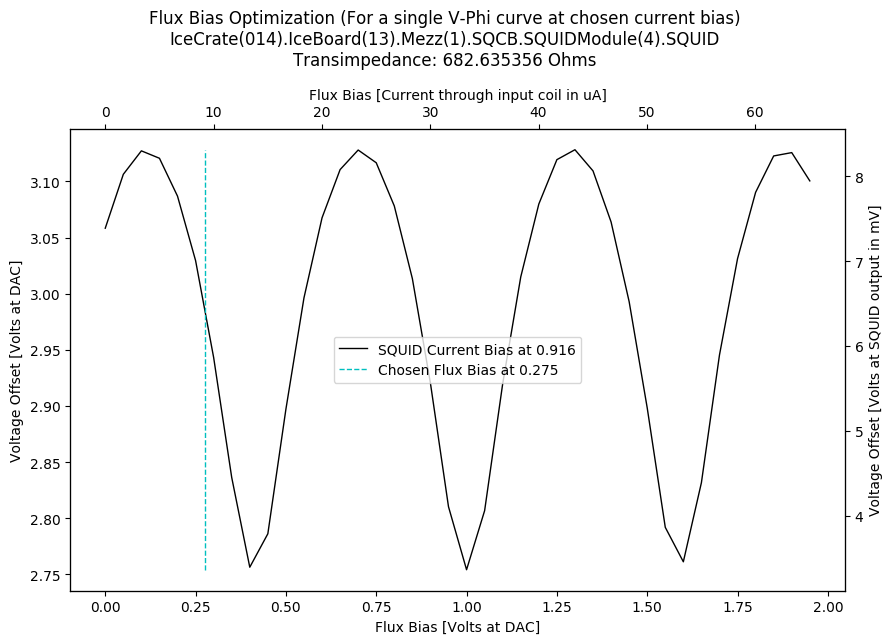 Flux Bias Optimization (For a single V-Phi curve at chosen current bias)
IceCrate(014).IceBoard(13).Mezz(1).SQCB.SQUIDModule(4).SQUID
Transimpedance: 682.635356 Ohms
Flux Bias [Current through input coil in uA]
0 10 20 30 40 50 60
Voltage Offset [Volts at DAC]
3.10
3.05
3.00
2.95
2.90
2.85
2.80
2.75
SQUID Current Bias at 0.916
Chosen Flux Bias at 0.275
8
7
6
5
4
Voltage Offset [Volts at SQUID output in mV]
0.00 0.25 0.50 0.75 1.00 1.25 1.50 1.75 2.00
Flux Bias [Volts at DAC]